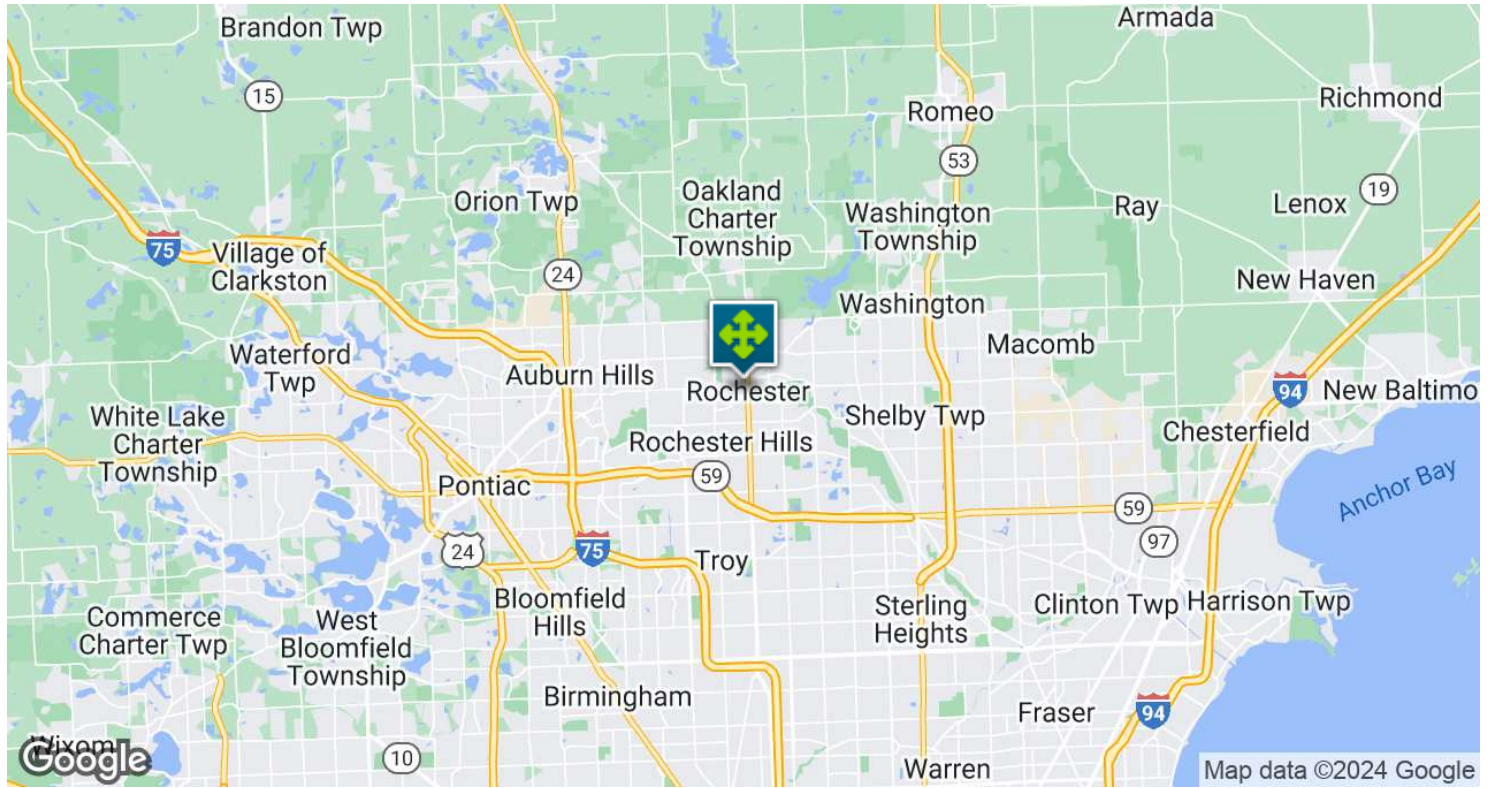 Brandon Twp
Armada
15
Richmond
Romeo
53
Orion Twp
Oakland
Charter
Township
Washington
Township
Ray
Lenox
19
75
Village of
Clarkston
24
New Haven
Washington
Waterford
Twp
Auburn Hills
Rochester
Macomb
94
New Baltimo
White Lake
Charter
Township
Shelby Twp
Chesterfield
Rochester Hills
Pontiac
59
Anchor Bay
59
97
24
75
Troy
Bloomfield
Hills
Sterling
Heights
Clinton Twp
Harrison Twp
Commerce
Charter Twp
West
Bloomfield
Township
Birmingham
Fraser
94
Wixom
Google
10
Warren
Map data ©2024 Google